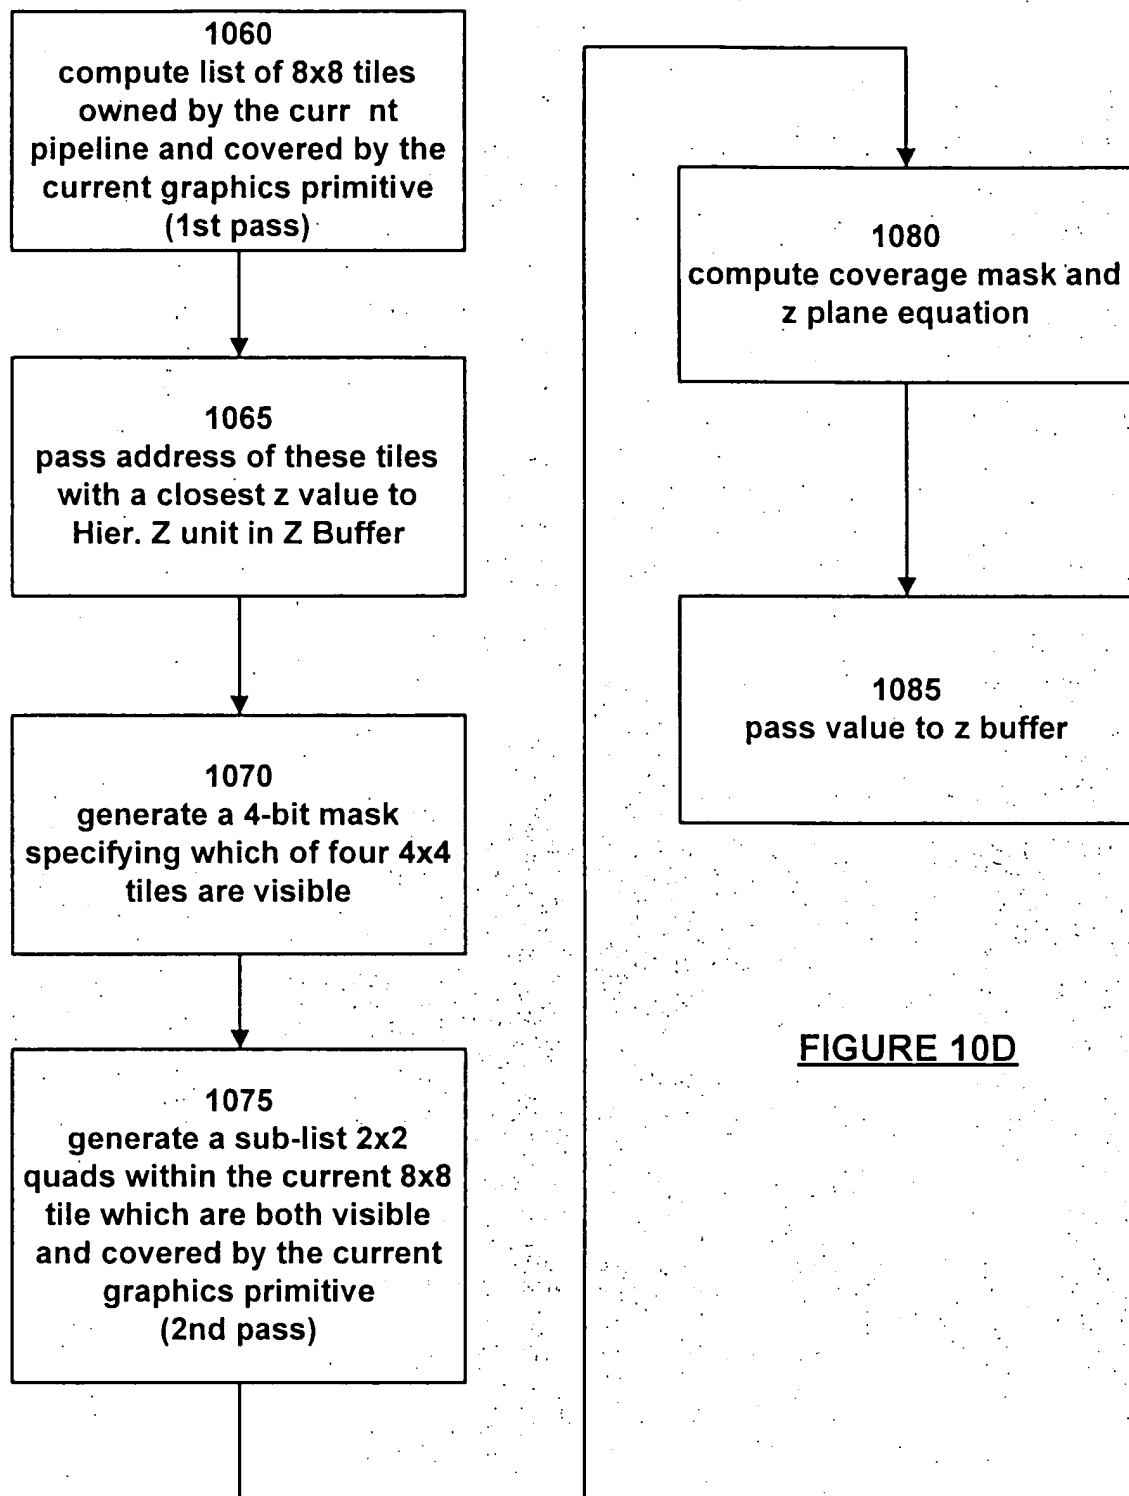 1060
compute list of 8x8 tiles
owned by the curr nt
pipeline and covered by the
current graphics primitive
(1st pass)
1065
pass address of these tiles
with a closest z value to
Hier. Z unit in Z Buffer
1070
generate a 4-bit mask
specifying which of four 4x4
tiles are visible
1075
generate a sub-list 2x2
quads within the current 8x8
tile which are both visible
and covered by the current
graphics primitive
(2nd pass)
1080
compute coverage mask and
z plane equation
1085
pass value to z buffer
FIGURE 10D